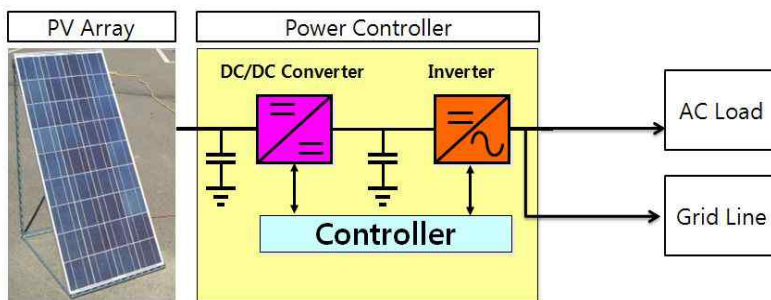 PV Array
Power Controller
DC/DC Converter
Inverter
AC Load
Controller
Grid Line